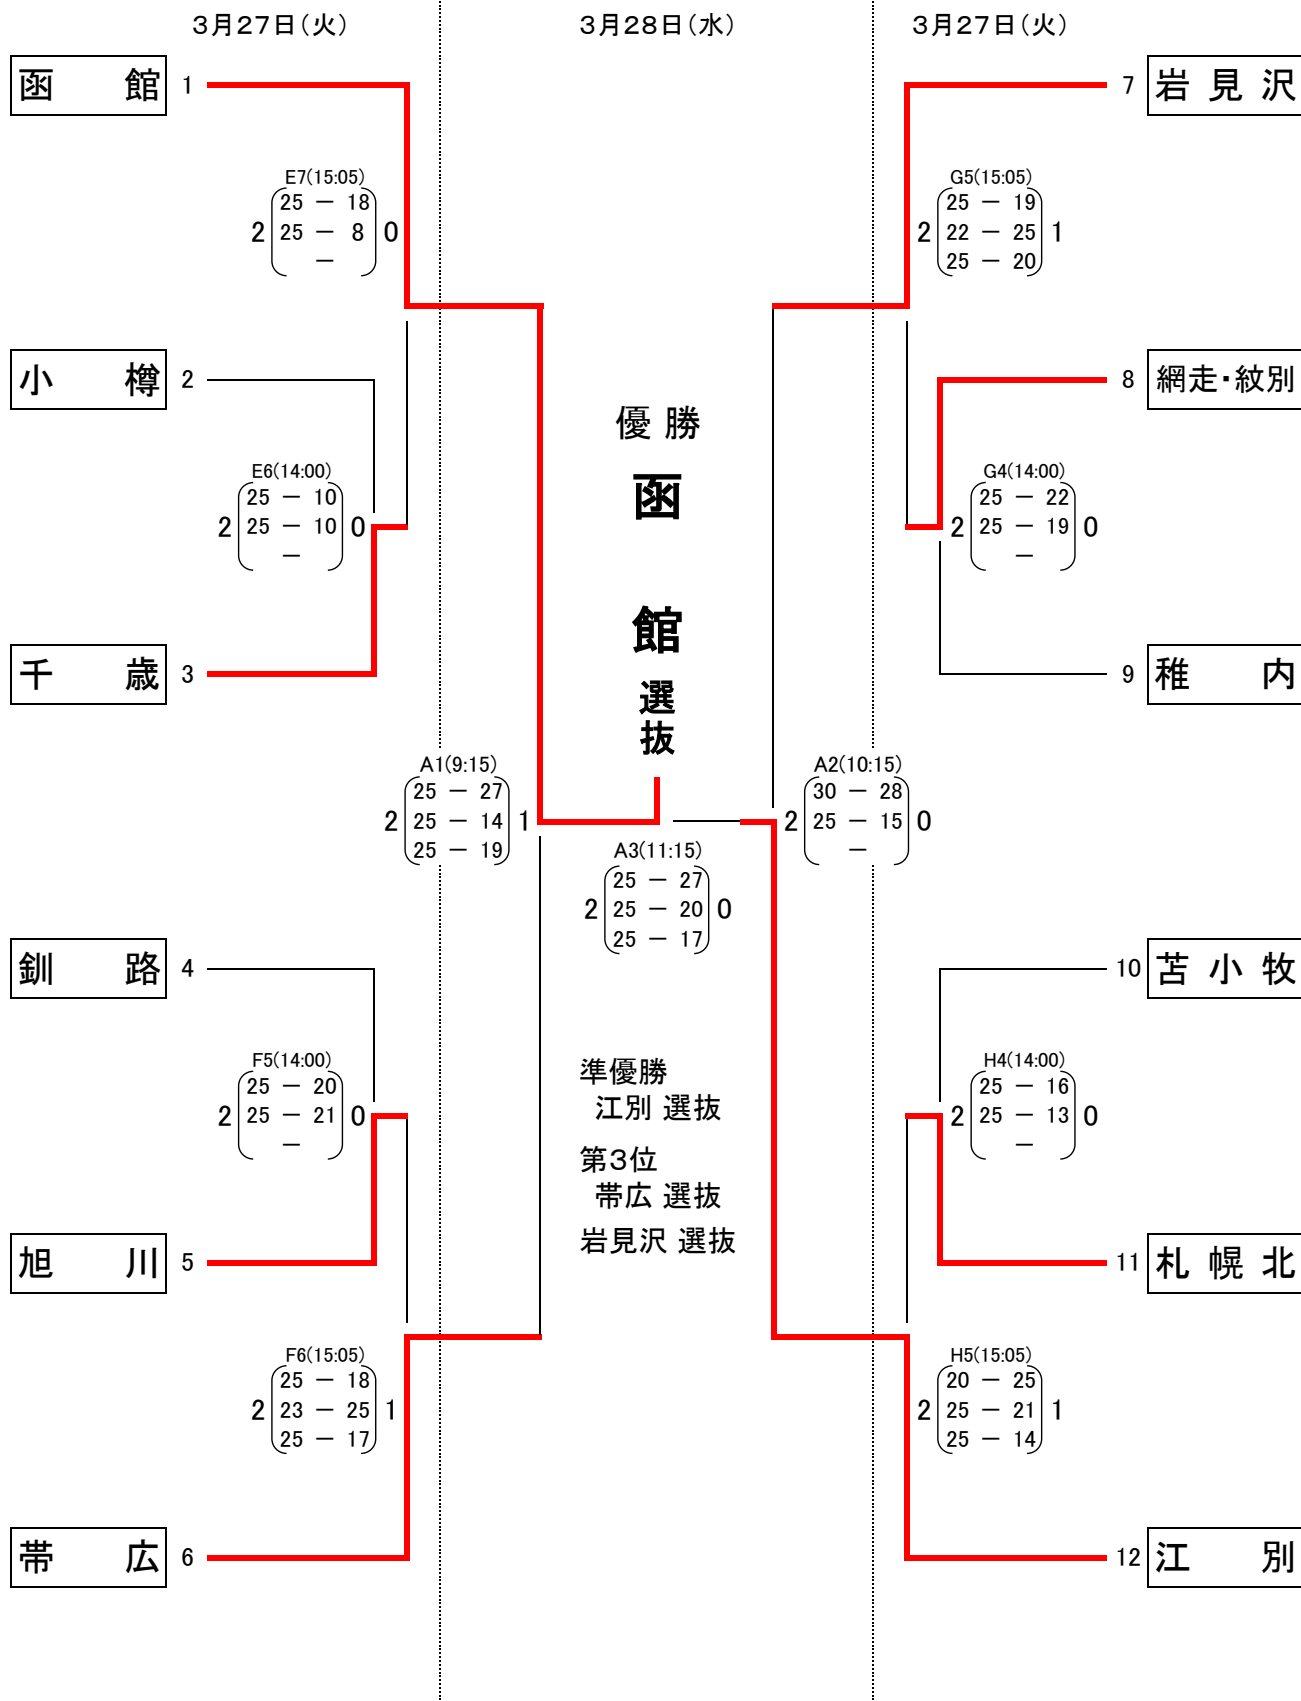 3月27日(火)
3月28日(水)
3月27日(火)
函 館 1
7 岩 見 沢
E7(15:05)
25 － 18
2 25 － 8 0
－
G5(15:05)
25 － 19
2 22 － 25 1
25 － 20
小 樽 2
8 網走・紋別
優 勝
函
館
選
抜
E6(14:00)
25 － 10
2 25 － 10 0
－
G4(14:00)
25 － 22
2 25 － 19 0
－
千 歳 3
9 稚 内
A1(9:15)
25 － 27
2 25 － 14 1
25 － 19
A2(10:15)
30 － 28
2 25 － 15 0
－
A3(11:15)
25 － 27
2 25 － 20 0
25 － 17
釧 路 4
10 苫 小 牧
F5(14:00)
25 － 20
2 25 － 21 0
－
準優勝
江別 選抜
第3位
帯広 選抜
岩見沢 選抜
H4(14:00)
25 － 16
2 25 － 13 0
－
旭 川 5
11 札 幌 北
F6(15:05)
25 － 18
2 23 － 25 1
25 － 17
H5(15:05)
20 － 25
2 25 － 21 1
25 － 14
帯 広 6
12 江 別